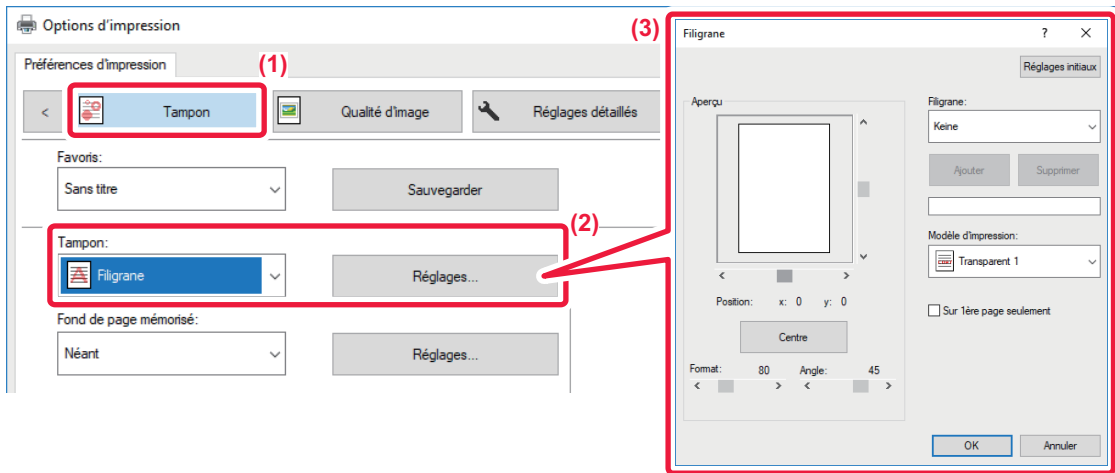 Options d'impression
Préférences d'impression
(1)
<
Tampon
Qualité d'image
Réglages détaillés
Favoris:
Sans titre
Sauvegarder
(2)
Tampon:
Filigrane
Réglages...
Fond de page mémorisé:
Néant
Réglages...
(3)
Filigrane
?
Réglages initiaux
Aperçu
Position: x: 0 y: 0
Centre
Format: 80 Angle: 45
Filigrane:
Keine
Ajouter
Supprimer
Modèle d'impression:
Transparent 1
Sur 1ère page seulement
OK
Annuler